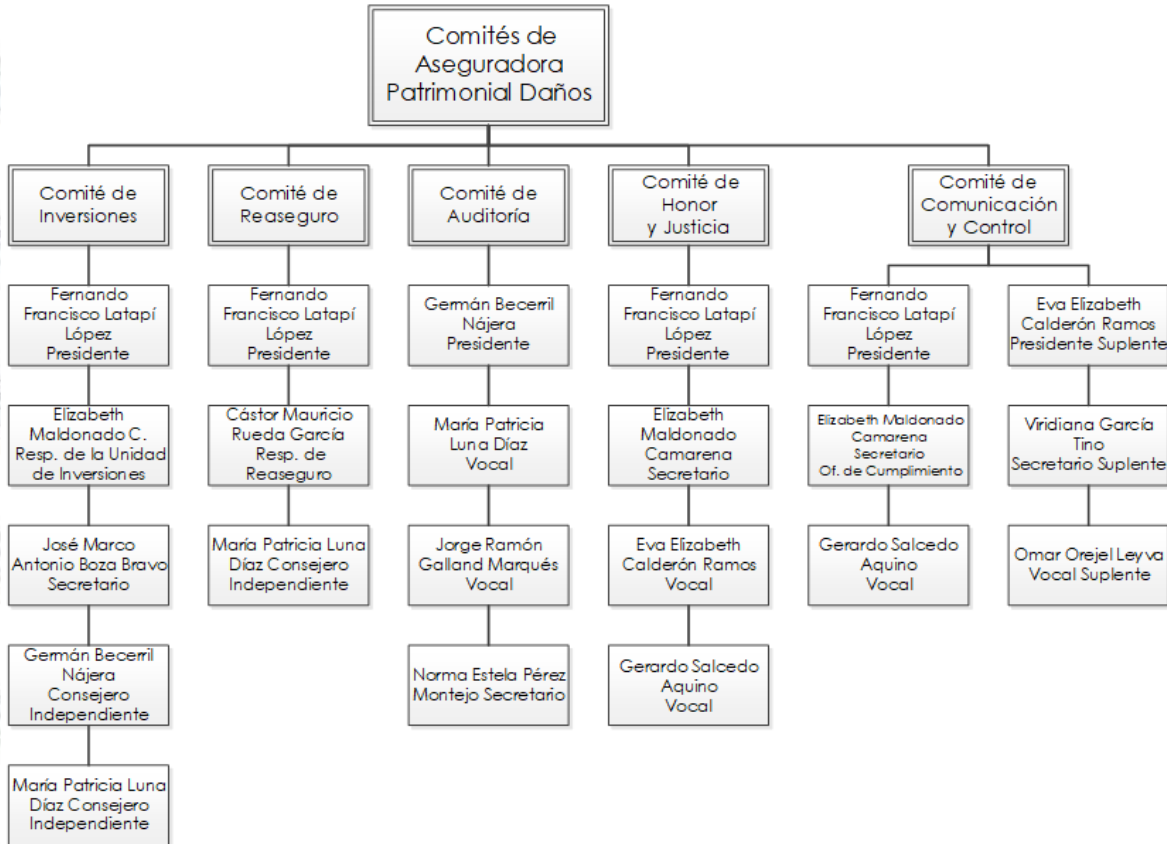 Comités de
Aseguradora
Patrimonial Daños
Comité de
Inversiones
Comité de
Reaseguro
Comité de
Auditoría
Comité de
Honor
y Justicia
Comité de
Comunicación
y Control
Fernando
Francisco Latapí
López
Presidente
Fernando
Francisco Latapí
López
Presidente
Germán Becerril
Nájera
Presidente
Fernando
Francisco Latapí
López
Presidente
Fernando
Francisco Latapí
López
Presidente
Eva Elizabeth
Calderón Ramos
Presidente Suplente
Elizabeth
Maldonado C.
Resp. de la Unidad
de Inversiones
Cástor Mauricio
Rueda García
Resp. de
Reaseguro
María Patricia
Luna Díaz
Vocal
Elizabeth
Maldonado
Camarena
Secretario
Elizabeth Maldonado
Camarena
Secretario
Of. de Cumplimiento
Viridiana García
Tino
Secretario Suplente
José Marco
Antonio Boza Bravo
Secretario
María Patricia Luna
Díaz Consejero
Independiente
Jorge Ramón
Galland Marqués
Vocal
Eva Elizabeth
Calderón Ramos
Vocal
Gerardo Salcedo
Aquino
Vocal
Omar Orejel Leyva
Vocal Suplente
Germán Becerril
Nájera
Consejero
Independiente
Norma Estela Pérez
Montejo Secretario
Gerardo Salcedo
Aquino
Vocal
María Patricia Luna
Díaz Consejero
Independiente